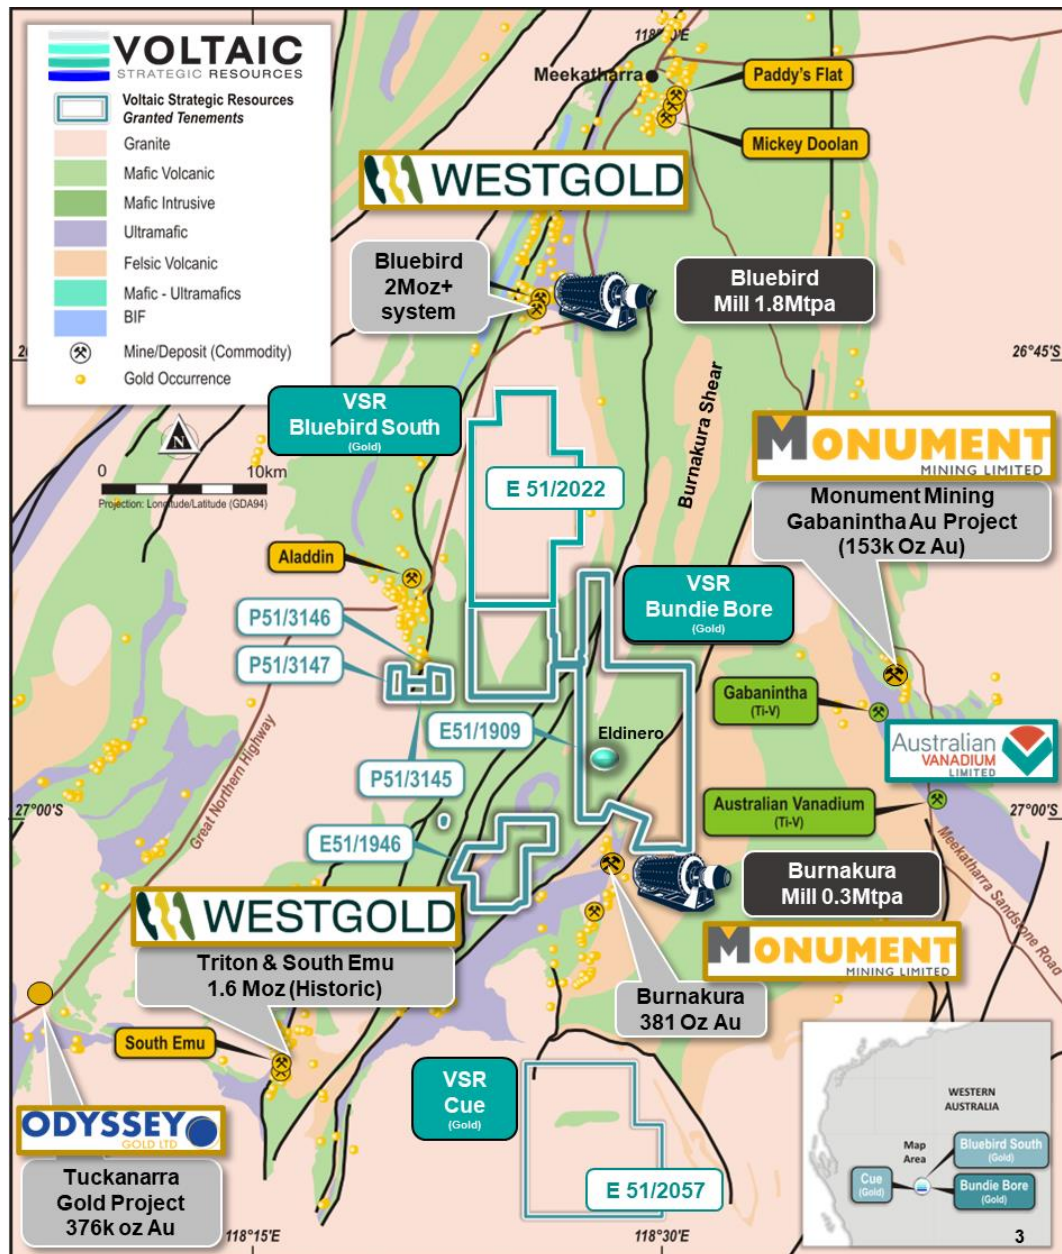 VOLTAIC
STRATEGIC RESOURCES
Voltaic Strategic Resources
Granted Tenements
Granite
Mafic Volcanic
Mafic Intrusive
Ultramafic
Felsic Volcanic
Mafic - Ultramafics
BIF
Mine/Deposit (Commodity)
Gold Occurrence
N
0
10km
Projection: Longitude/Latitude (GDA94)
Meekatharra
Paddy's Flat
Mickey Doolan
WESTGOLD
Bluebird
2Moz+
system
Bluebird
Mill 1.8Mtpa
26°45'S
VSR
Bluebird South
(Gold)
E 51/2022
Burnakura Shear
MONUMENT
MINING LIMITED
Monument Mining
Gabanintha Au Project
(153k Oz Au)
Aladdin
VSR
Bundie Bore
(Gold)
P51/3146
P51/3147
E51/1909
Eldinero
P51/3145
Gabanintha
(Ti-V)
Australian
VANADIUM
LIMITED
Great Northern Highway
27°00'S
27°00'S
Australian Vanadium
(Ti-V)
E51/1946
Meekatharra Sandstone Road
Burnakura
Mill 0.3Mtpa
WESTGOLD
Triton & South Emu
1.6 Moz (Historic)
MONUMENT
MINING LIMITED
Burnakura
381 Oz Au
South Emu
VSR
Cue
(Gold)
E 51/2057
ODYSSEY
GOLD LTD
Tuckanarra
Gold Project
376k oz Au
118°15'E
118°30'E
WESTERN
AUSTRALIA
Map
Area
Bluebird South
(Gold)
Cue
(Gold)
Bundie Bore
(Gold)
3